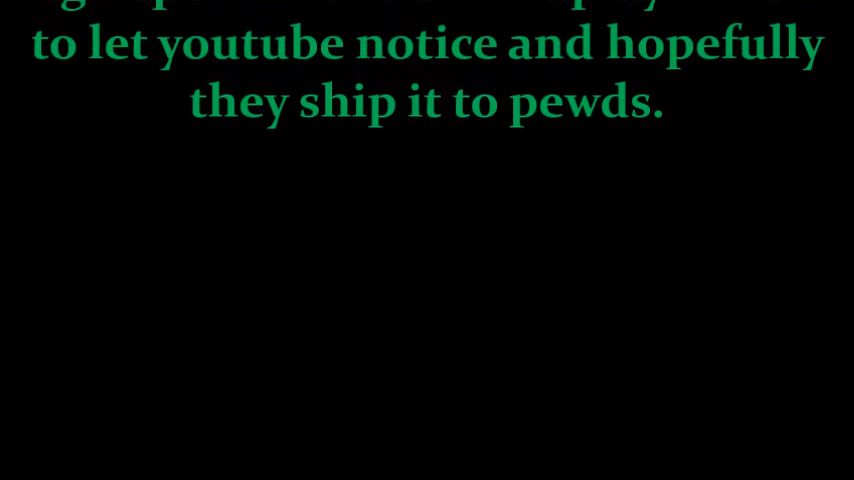 to let youtube notice and hopefully
they ship it to pewds.